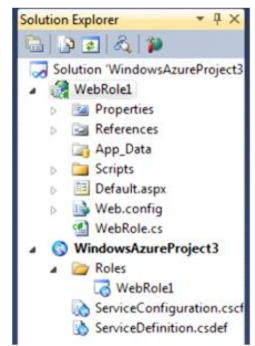 Solution Explorer
Solution 'WindowsAzureProject3
WebRole1
Properties
References
App_Data
Scripts
Default.aspx
Web.config
WebRole.cs
WindowsAzureProject3
Roles
WebRole1
ServiceConfiguration.cscf
ServiceDefinition.csdef